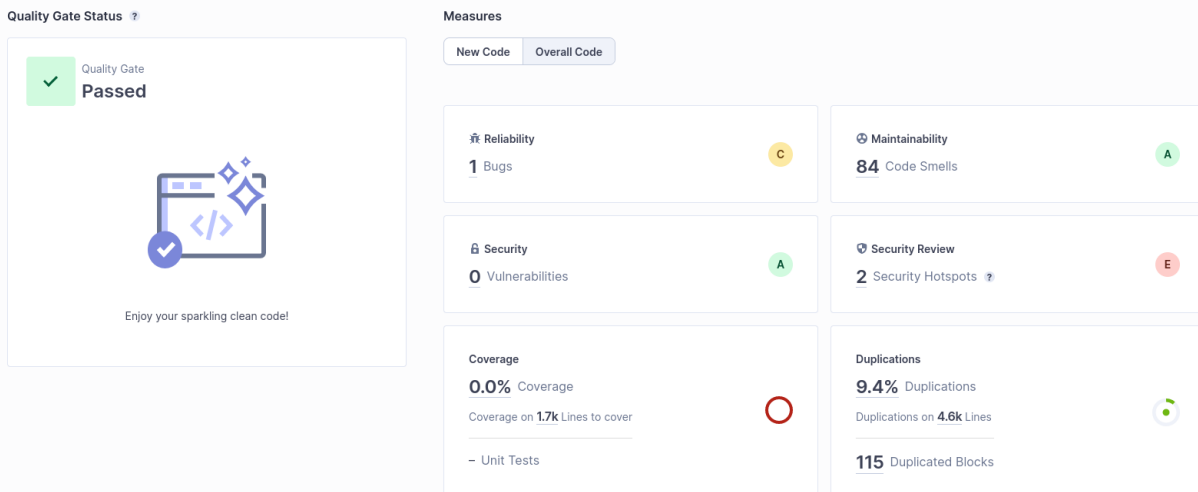 Quality Gate Status ?
Quality Gate
Passed
Enjoy your sparkling clean code!
Measures
New Code Overall Code
Reliability
1 Bugs
C
Maintainability
84 Code Smells
A
Security
0 Vulnerabilities
A
Security Review
2 Security Hotspots ?
E
Coverage
0.0% Coverage
Coverage on 1.7k Lines to cover
– Unit Tests
Duplications
9.4% Duplications
Duplications on 4.6k Lines
115 Duplicated Blocks